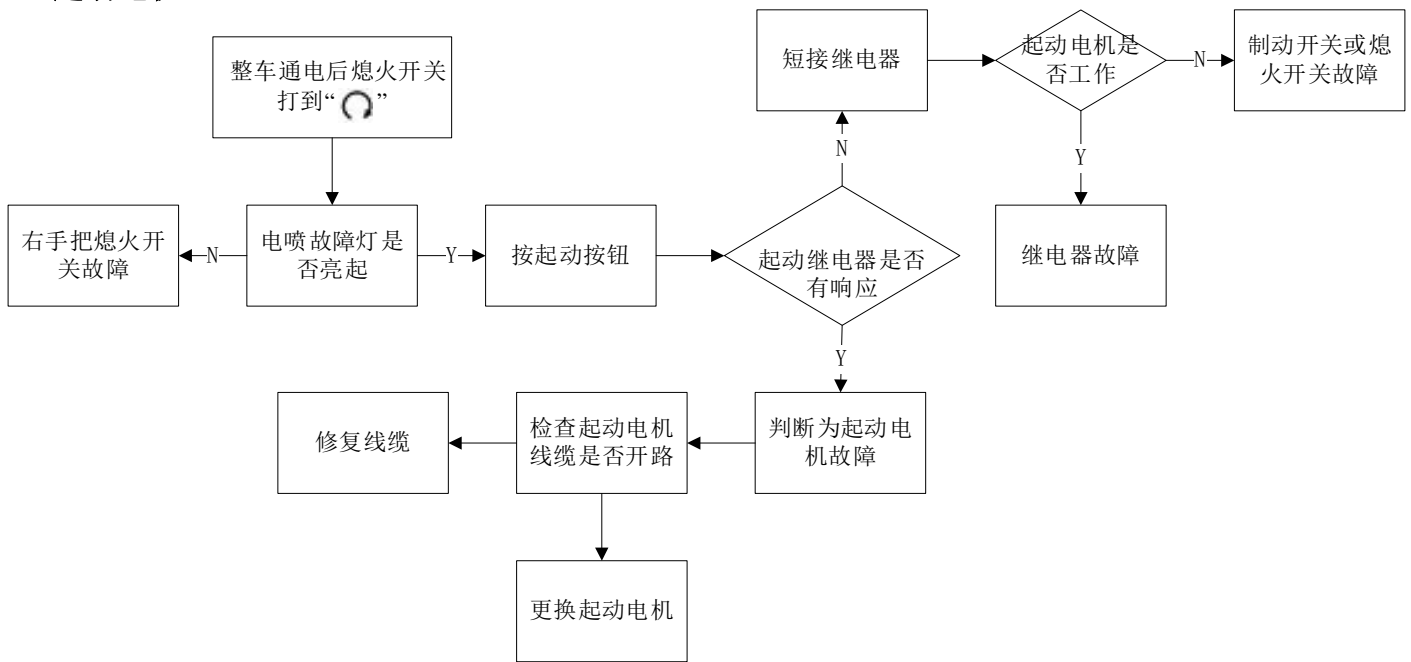 短接继电器
起动电机是
否工作
N
制动开关或熄
火开关故障
整车通电后熄火开关
打到“ ”
N
Y
右手把熄火开
关故障
N
电喷故障灯是
否亮起
Y
按起动按钮
起动继电器是否
有响应
继电器故障
Y
修复线缆
检查起动电机
线缆是否开路
判断为起动电
机故障
更换起动电机